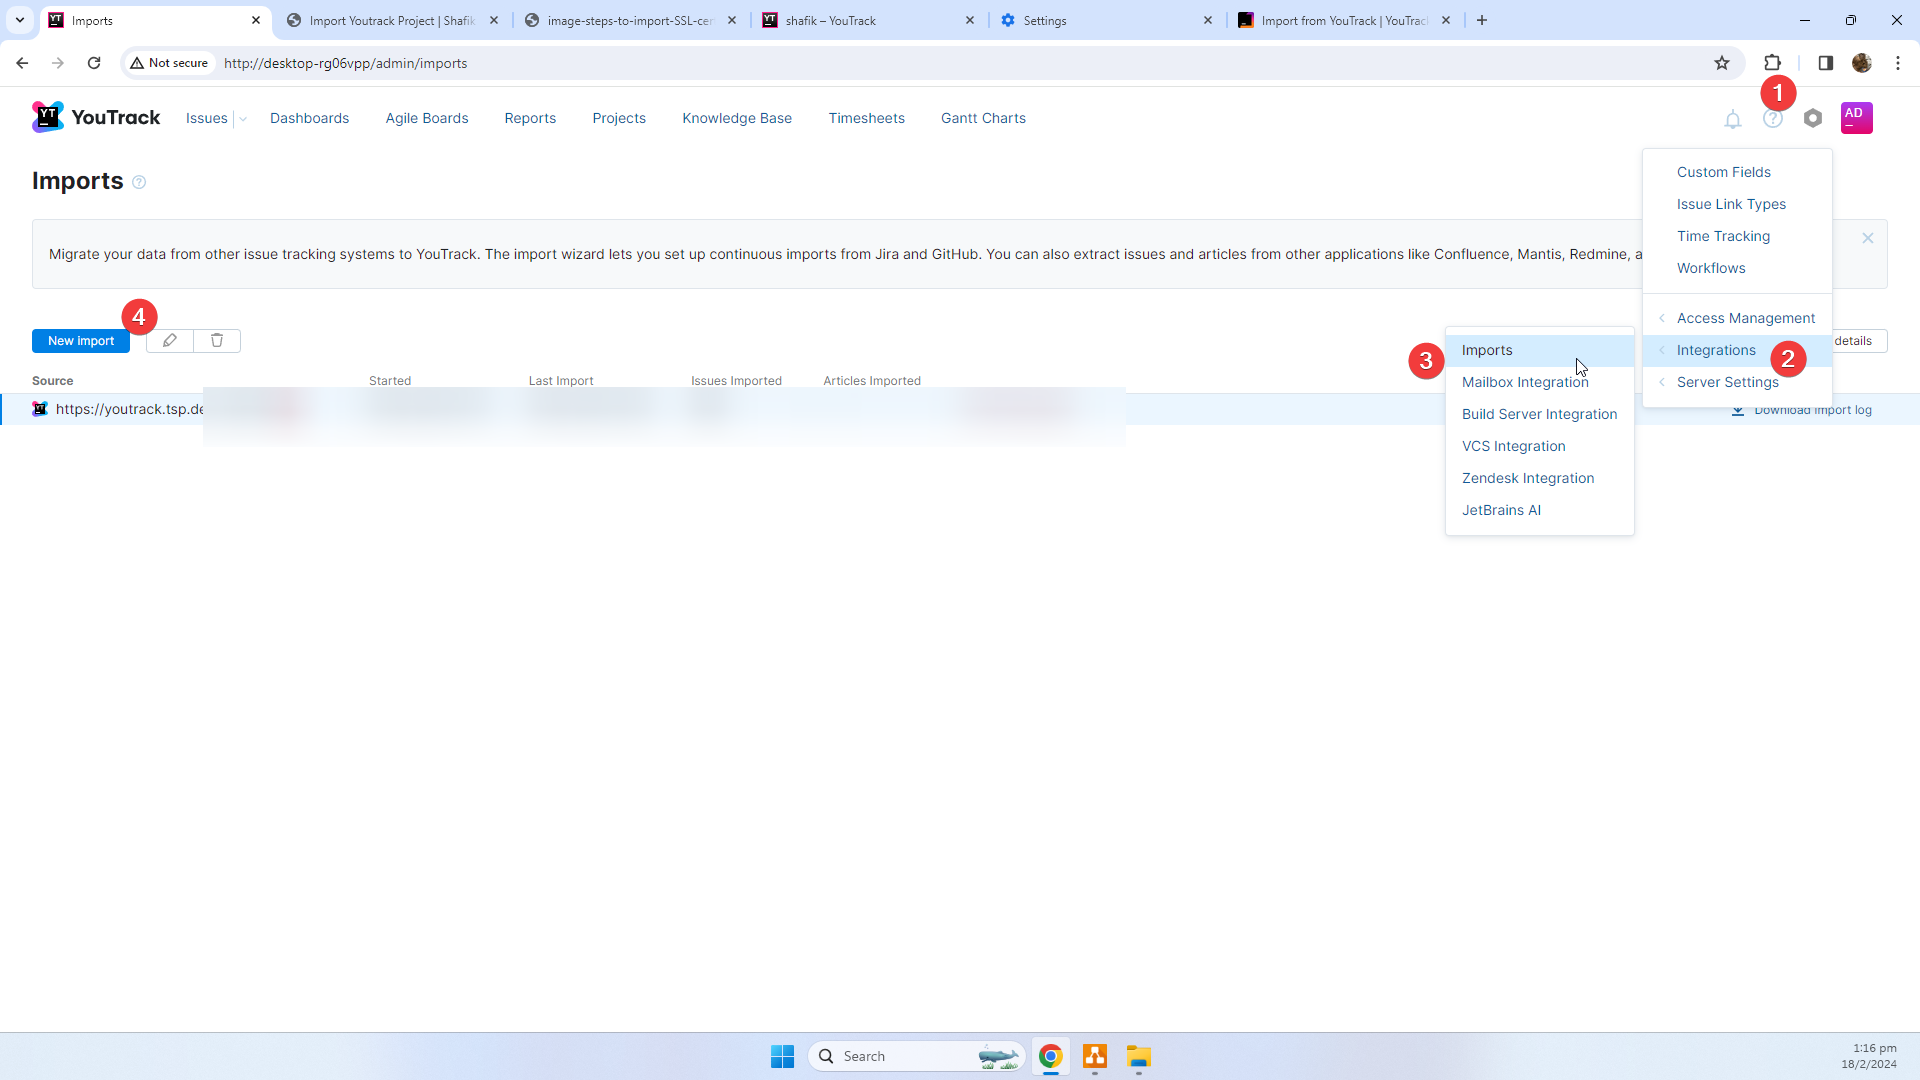 Imports
Import Youtrack Project | Shafik
image-steps-to-import-SSL-cer
shafik – YouTrack
Settings
Import from YouTrack | YouTrac
Not secure
http://desktop-rg06vpp/admin/imports
1
YT
YouTrack
Issues
Dashboards
Agile Boards
Reports
Projects
Knowledge Base
Timesheets
Gantt Charts
AD
Imports
Migrate your data from other issue tracking systems to YouTrack. The import wizard lets you set up continuous imports from Jira and GitHub. You can also extract issues and articles from other applications like Confluence, Mantis, Redmine, a
Custom Fields
Issue Link Types
Time Tracking
Workflows
Access Management
Integrations
2
Server Settings
4
New import
details
3
Imports
Mailbox Integration
Build Server Integration
VCS Integration
Zendesk Integration
JetBrains AI
Source
Started
Last Import
Issues Imported
Articles Imported
https://youtrack.tsp.de
Download import log
Search
1:16 pm
18/2/2024